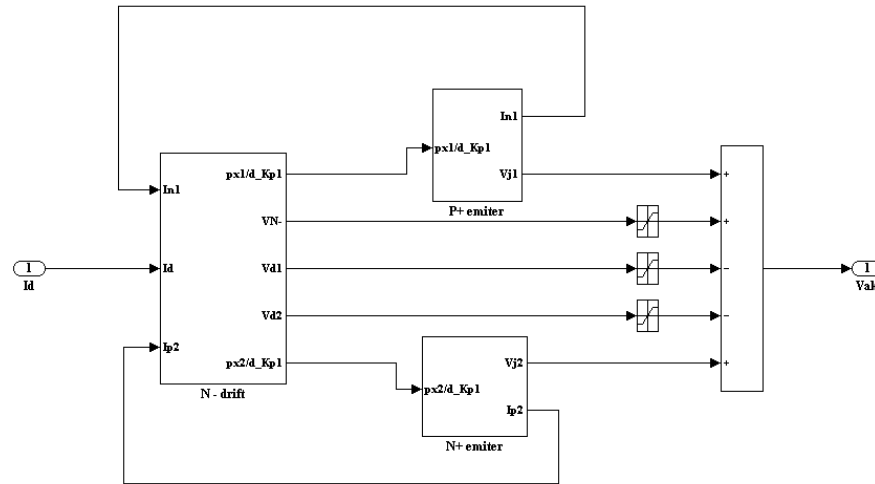 In1
px1/d_Kp1
px1/d_Kp1
Vj1
+
In1
P+ emiter
VN-
+
1
Id
Id
Vd1
−
1
Vak
Vd2
−
Ip2
px2/d_Kp1
Vj2
+
px2/d_Kp1
N - drift
Ip2
N+ emiter